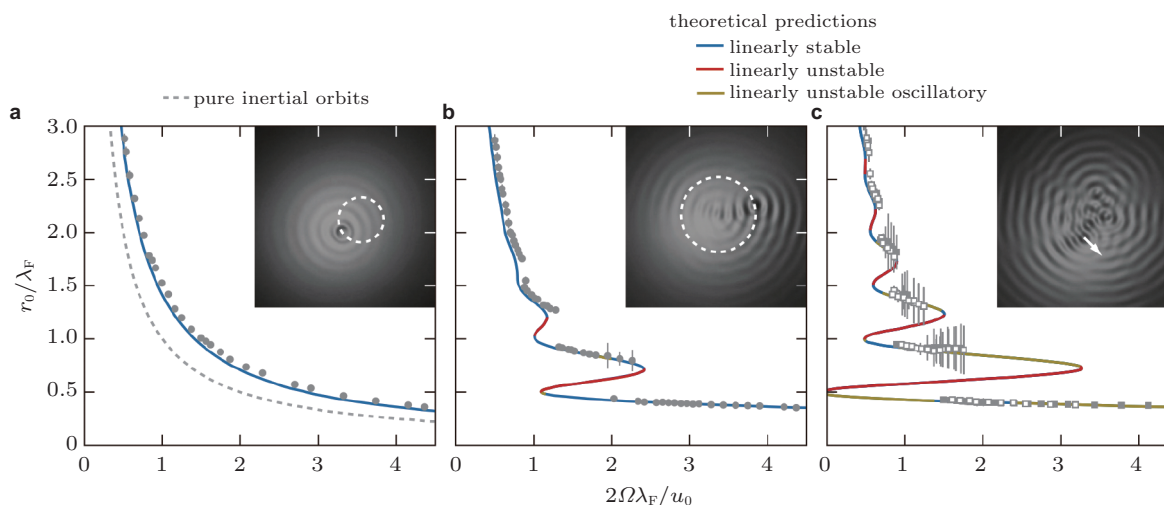 theoretical predictions
linearly stable
linearly unstable
linearly unstable oscillatory
pure inertial orbits
a
b
c
3.0
2.5
2.0
1.5
1.0
0.5
0
r₀/λ_F
0 1 2 3 4
0 1 2 3 4
0 1 2 3 4
2Ωλ_F/u₀